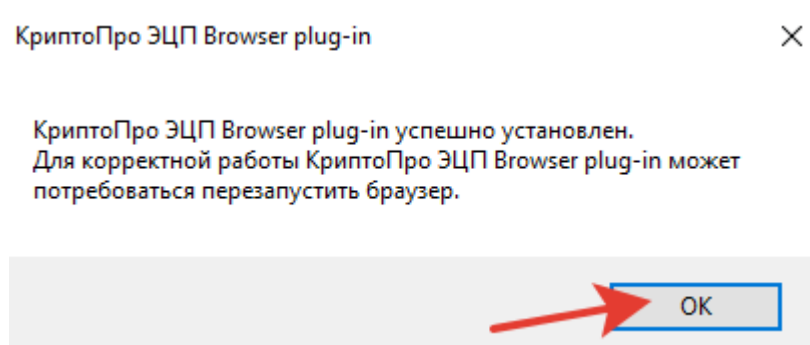 КриптоПро ЭЦП Browser plug-in
КриптоПро ЭЦП Browser plug-in успешно установлен.
Для корректной работы КриптоПро ЭЦП Browser plug-in может
потребоваться перезапустить браузер.
ОК